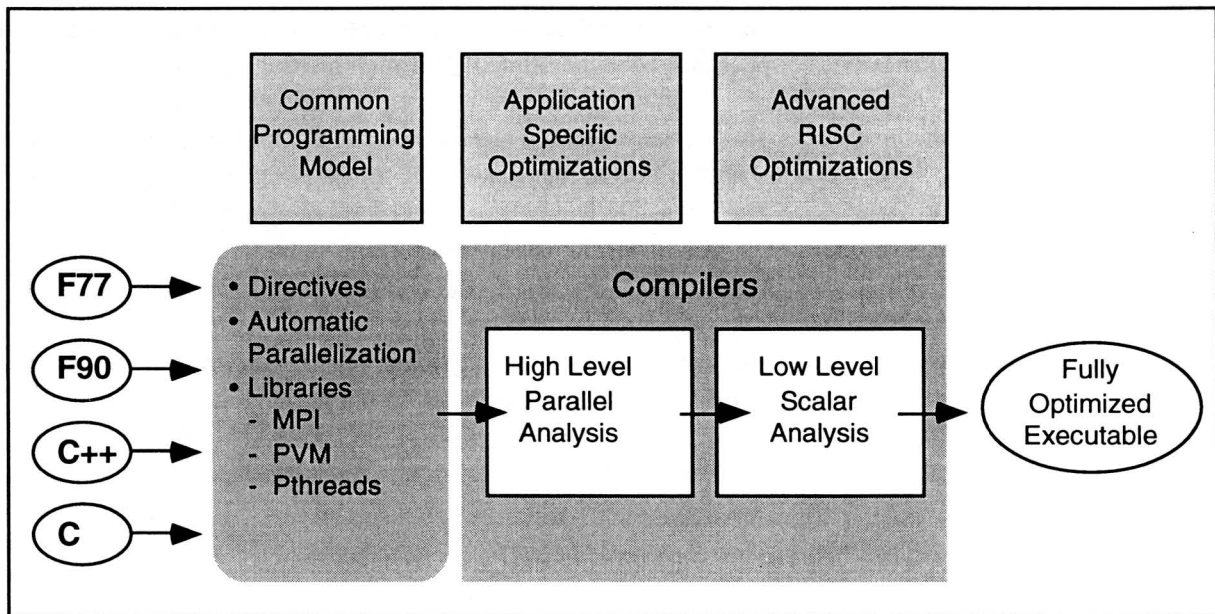 Common
Programming
Model
Application
Specific
Optimizations
Advanced
RISC
Optimizations
F77
F90
C++
C
• Directives
• Automatic
Parallelization
• Libraries
- MPI
- PVM
- Pthreads
Compilers
High Level
Parallel
Analysis
Low Level
Scalar
Analysis
Fully
Optimized
Executable